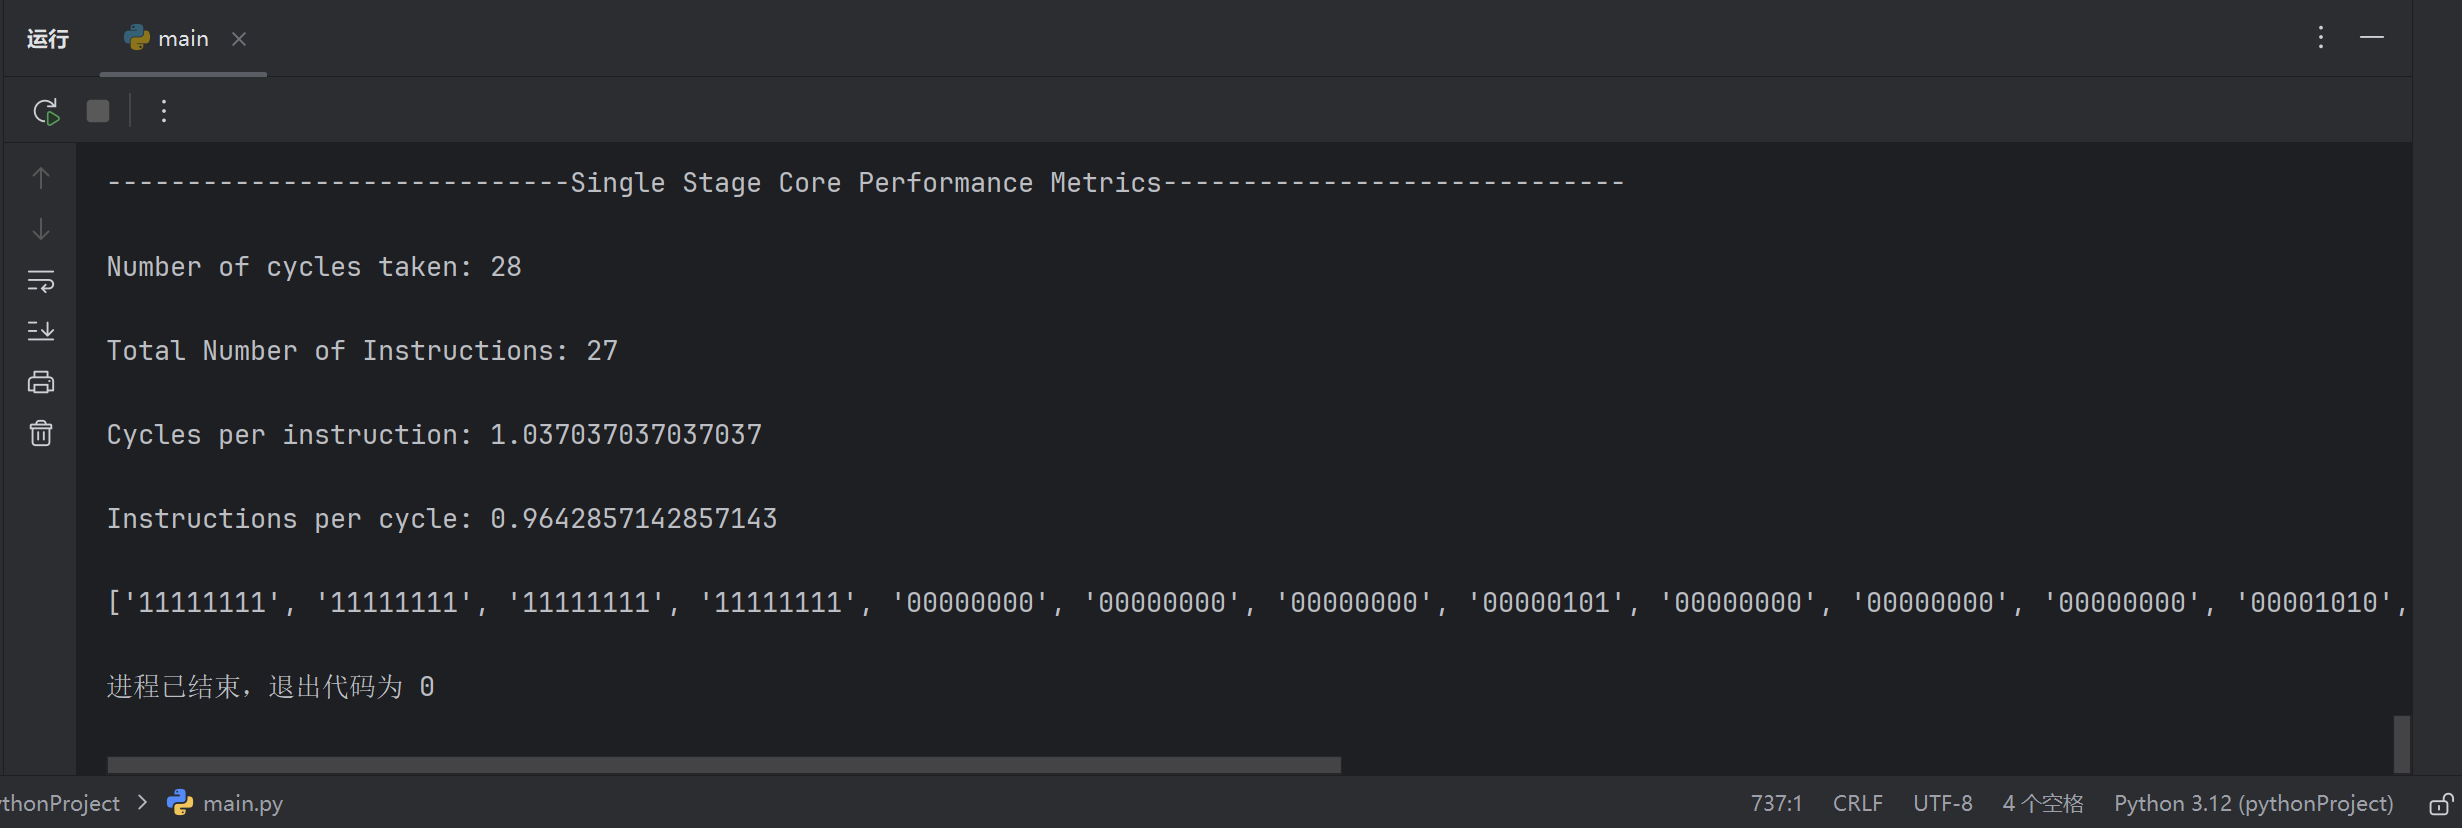 运行 main
-----------------------------Single Stage Core Performance Metrics-----------------------------
Number of cycles taken: 28
Total Number of Instructions: 27
Cycles per instruction: 1.037037037037037
Instructions per cycle: 0.9642857142857143
['11111111', '11111111', '11111111', '11111111', '00000000', '00000000', '00000000', '00000101', '00000000', '00000000', '00000000', '00001010',
进程已结束，退出代码为 0
thonProject > main.py 737:1 CRLF UTF-8 4 个空格 Python 3.12 (pythonProject)